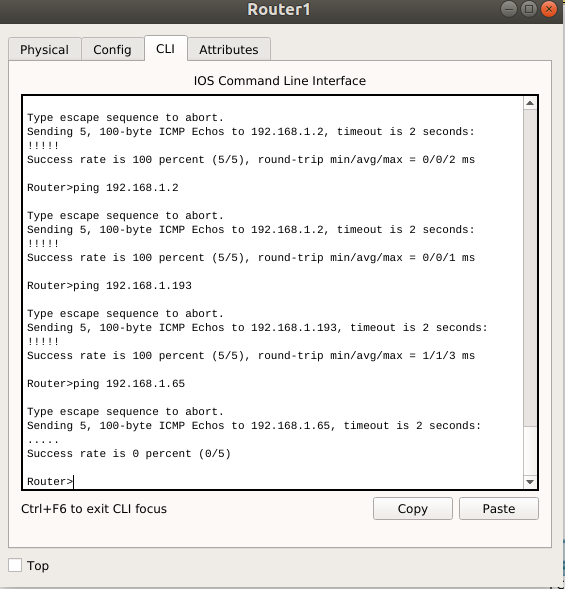 Router1
Physical Config CLI Attributes
IOS Command Line Interface
Type escape sequence to abort.
Sending 5, 100-byte ICMP Echos to 192.168.1.2, timeout is 2 seconds:
!!!!!
Success rate is 100 percent (5/5), round-trip min/avg/max = 0/0/2 ms
Router>ping 192.168.1.2
Type escape sequence to abort.
Sending 5, 100-byte ICMP Echos to 192.168.1.2, timeout is 2 seconds:
!!!!!
Success rate is 100 percent (5/5), round-trip min/avg/max = 0/0/1 ms
Router>ping 192.168.1.193
Type escape sequence to abort.
Sending 5, 100-byte ICMP Echos to 192.168.1.193, timeout is 2 seconds:
!!!!!
Success rate is 100 percent (5/5), round-trip min/avg/max = 1/1/3 ms
Router>ping 192.168.1.65
Type escape sequence to abort.
Sending 5, 100-byte ICMP Echos to 192.168.1.65, timeout is 2 seconds:
.....
Success rate is 0 percent (0/5)
Router>
Ctrl+F6 to exit CLI focus
Copy Paste
Top